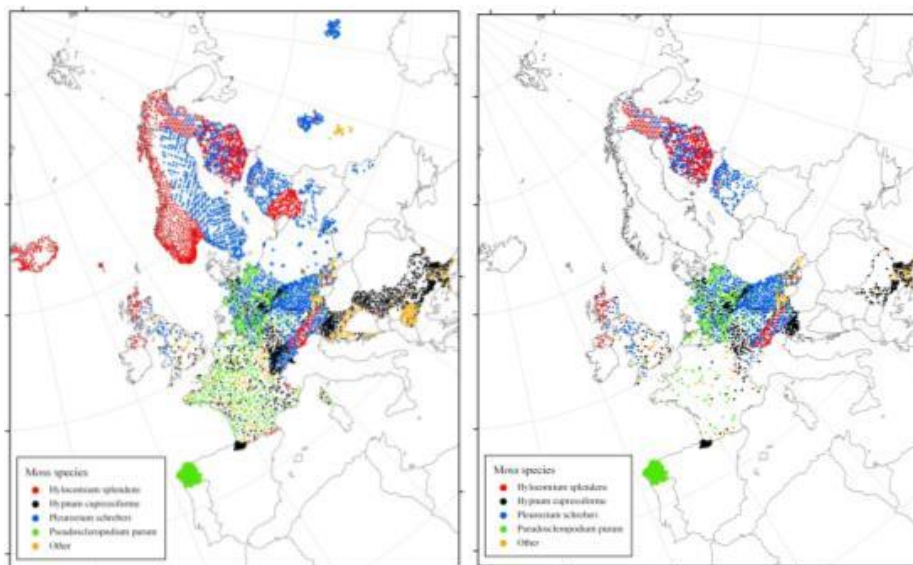 Moss species
Hylocomium splendens
Hypnum cupressiforme
Pleurozium schreberi
Pseudoscleropodium purum
Other
Moss species
Hylocomium splendens
Hypnum cupressiforme
Pleurozium schreberi
Pseudoscleropodium purum
Other